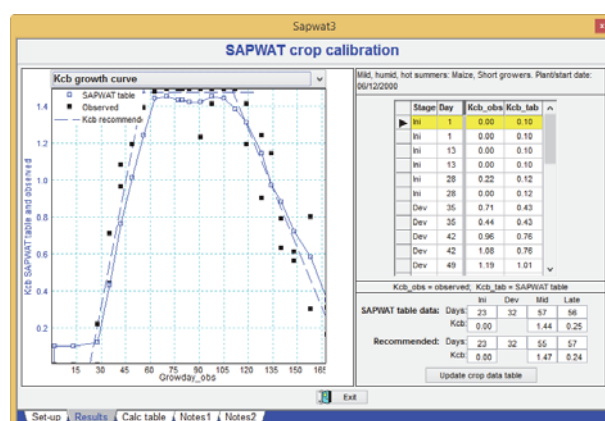 Sapwat3
x
SAPWAT crop calibration
Kcb growth curve
SAPWAT table
Observed
Kcb recommend
Kcb SAPWAT table and observed
1.4
1.2
1.0
0.8
0.6
0.4
0.2
15 30 45 60 75 90 105 120 135 150 165
Growday_obs
Mild, humid, hot summers: Maize, Short growers. Plant/start date:
06/12/2000
Stage Day Kcb_obs Kcb_tab
Ini 1 0.00 0.10
Ini 1 0.00 0.10
Ini 13 0.00 0.10
Ini 13 0.00 0.10
Ini 28 0.22 0.12
Ini 28 0.00 0.12
Dev 35 0.71 0.43
Dev 35 0.44 0.43
Dev 42 0.96 0.76
Dev 42 1.08 0.76
Dev 49 1.19 1.01
Kcb_obs = observed; Kcb_tab = SAPWAT table
Ini Dev Mid Late
SAPWAT table data: Days: 23 32 57 56
Kcb: 0.00 1.44 0.25
Recommended: Days: 23 32 55 57
Kcb: 0.00 1.47 0.24
Update crop data table
Exit
Set-up Results Calc table Notes1 Notes2